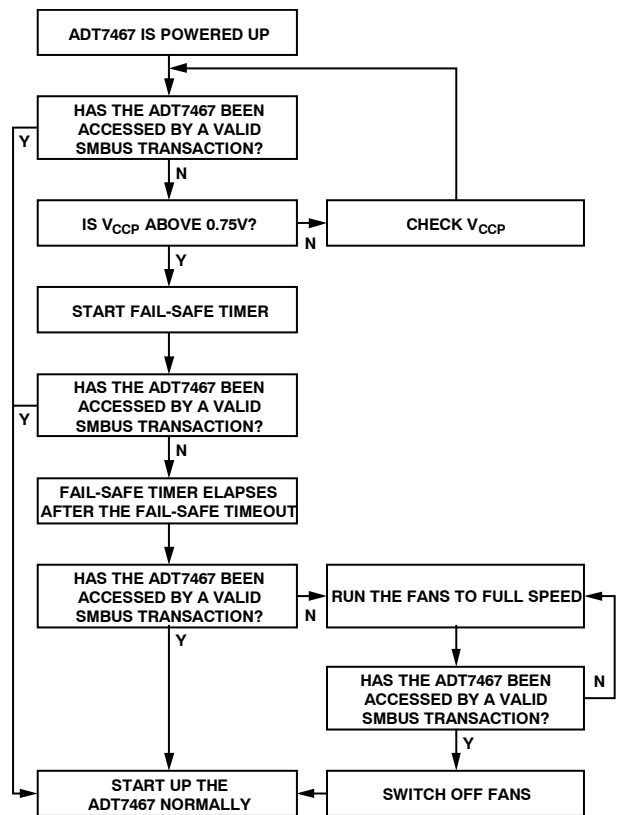 ADT7467 IS POWERED UP
HAS THE ADT7467 BEEN
ACCESSED BY A VALID
SMBUS TRANSACTION?
Y
N
IS VCCP ABOVE 0.75V?
N
CHECK VCCP
Y
START FAIL-SAFE TIMER
HAS THE ADT7467 BEEN
ACCESSED BY A VALID
SMBUS TRANSACTION?
Y
N
FAIL-SAFE TIMER ELAPSES
AFTER THE FAIL-SAFE TIMEOUT
HAS THE ADT7467 BEEN
ACCESSED BY A VALID
SMBUS TRANSACTION?
N
RUN THE FANS TO FULL SPEED
Y
HAS THE ADT7467 BEEN
ACCESSED BY A VALID
SMBUS TRANSACTION?
N
Y
START UP THE
ADT7467 NORMALLY
SWITCH OFF FANS